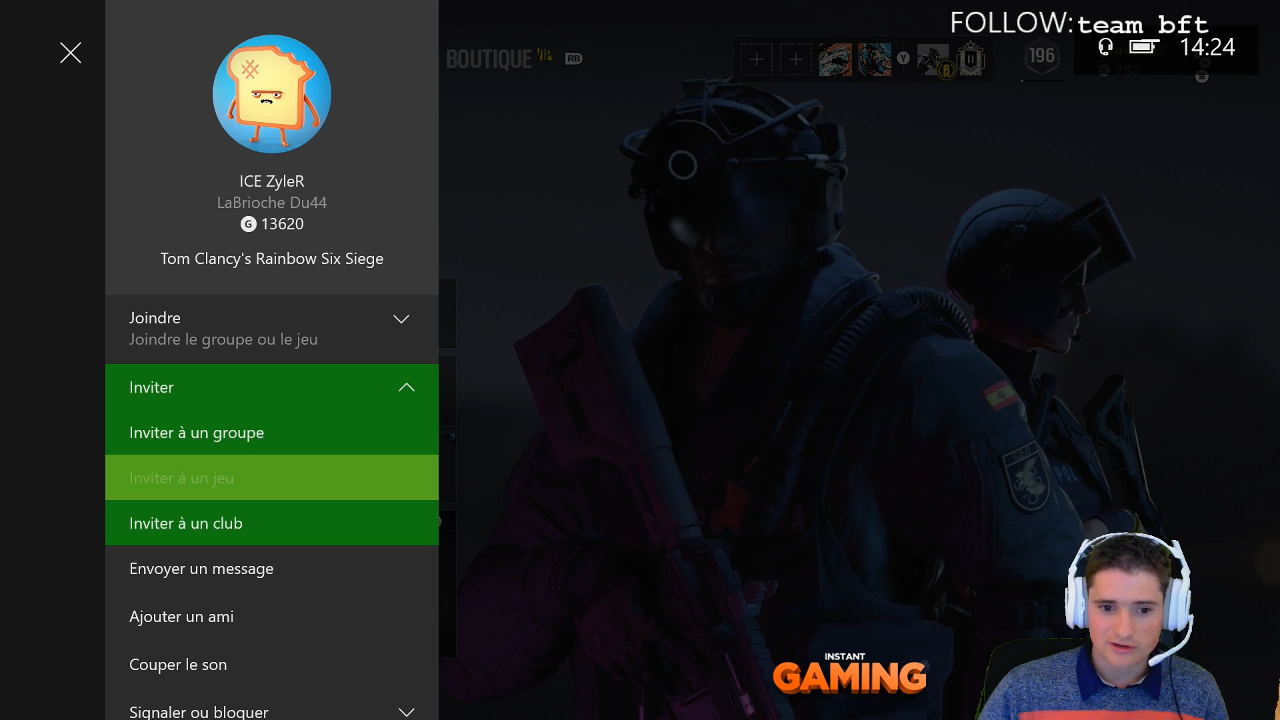 FOLLOW:team bft
BOUTIQUE
RB
Y
196
14:24
ICE ZyleR
LaBrioche Du44
G 13620
Tom Clancy's Rainbow Six Siege
Joindre
Joindre le groupe ou le jeu
Inviter
Inviter à un groupe
Inviter à un jeu
Inviter à un club
Envoyer un message
Ajouter un ami
Couper le son
Signaler ou bloquer
GEO
INSTANT
GAMING